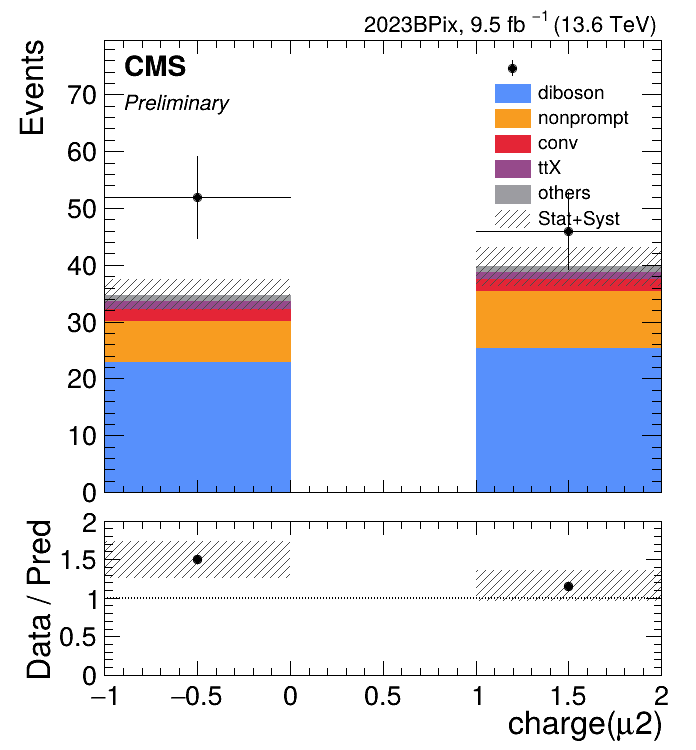 2023BPix, 9.5 fb⁻¹ (13.6 TeV)
CMS
Preliminary
diboson
nonprompt
conv
ttX
others
Stat+Syst
Events
70
60
50
40
30
20
10
0
Data / Pred
2
1.5
1
0.5
0
−1 −0.5 0 0.5 1 1.5 2
charge(μ2)